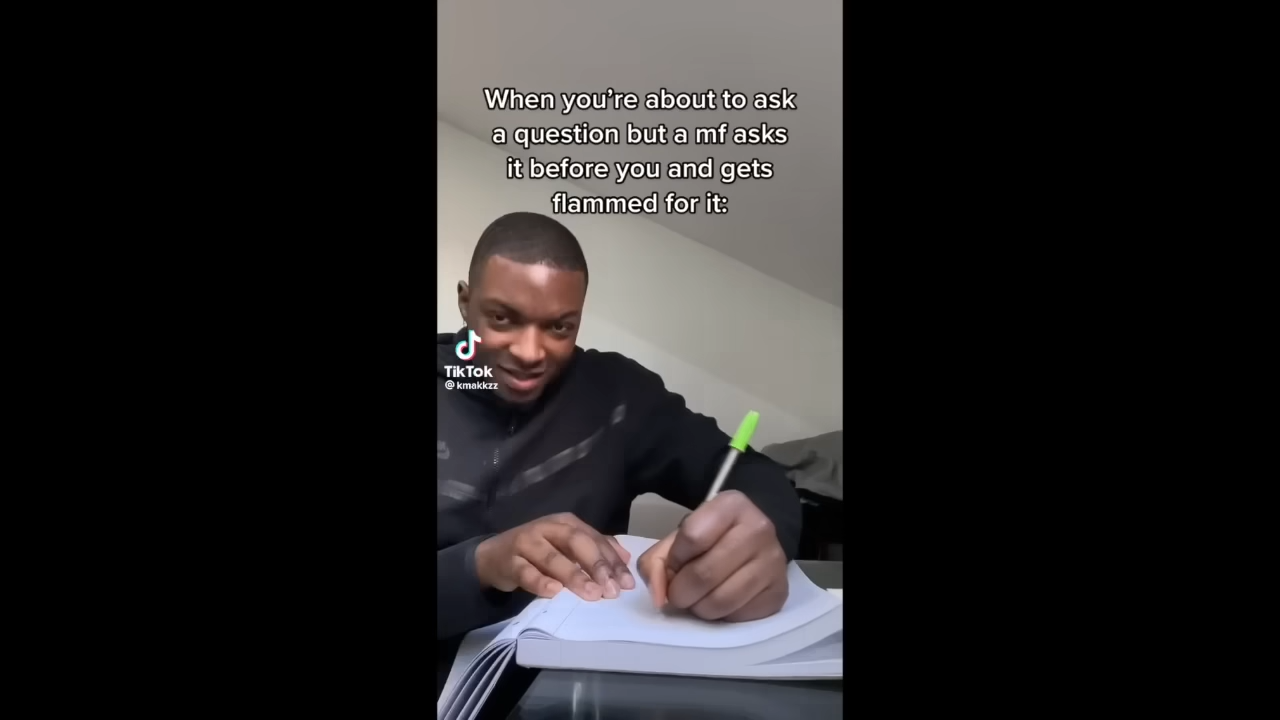 When you're about to ask
a question but a mf asks
it before you and gets
flammed for it:
TikTok
@kmakkzz